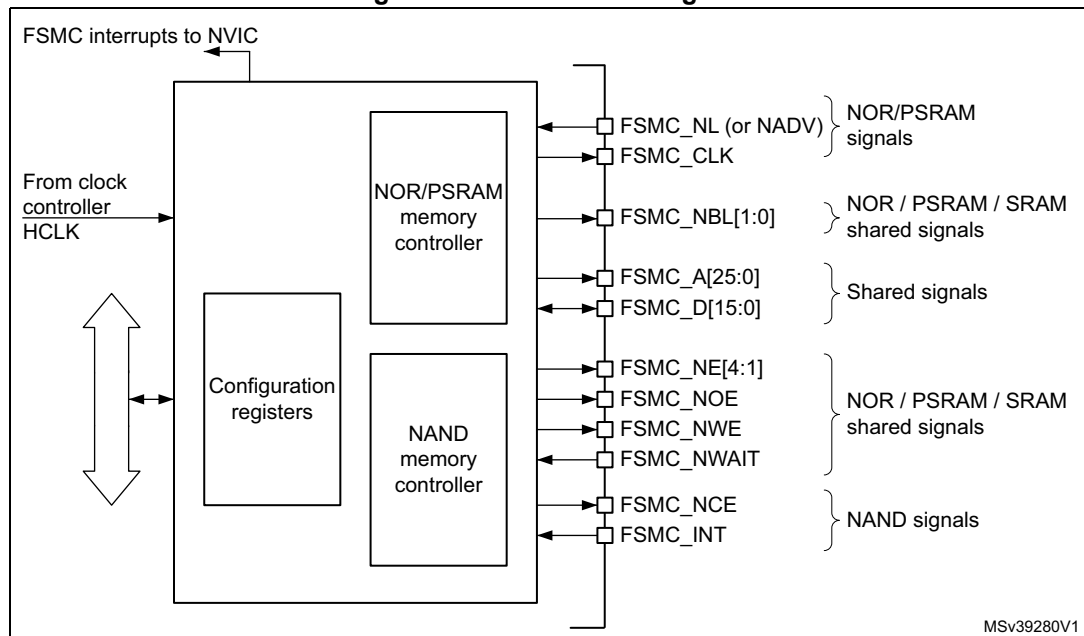 FSMC interrupts to NVIC
From clock
controller
HCLK
Configuration
registers
NOR/PSRAM
memory
controller
NAND
memory
controller
FSMC_NL (or NADV)
FSMC_CLK
NOR/PSRAM
signals
FSMC_NBL[1:0]
NOR / PSRAM / SRAM
shared signals
FSMC_A[25:0]
FSMC_D[15:0]
Shared signals
FSMC_NE[4:1]
FSMC_NOE
FSMC_NWE
FSMC_NWAIT
NOR / PSRAM / SRAM
shared signals
FSMC_NCE
FSMC_INT
NAND signals
MSv39280V1